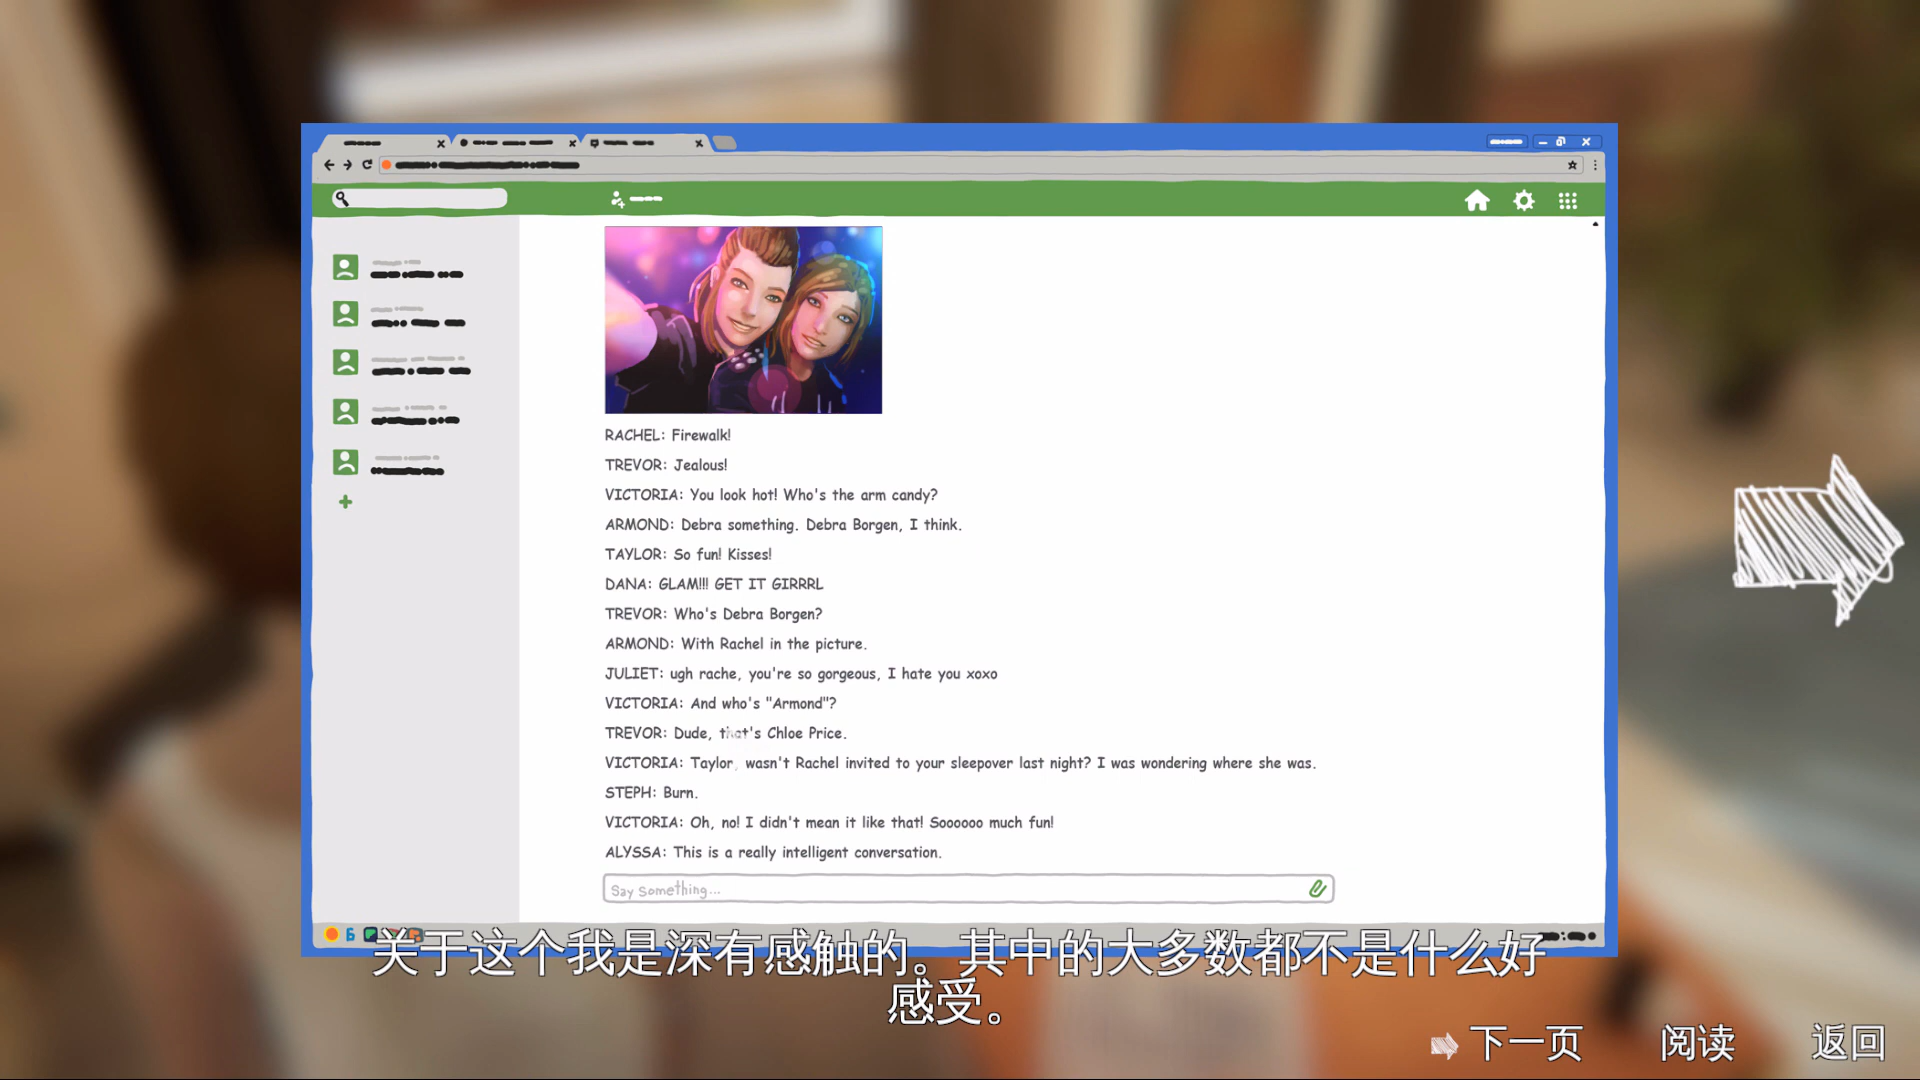 RACHEL: Firewalk!
TREVOR: Jealous!
VICTORIA: You look hot! Who's the arm candy?
ARMOND: Debra something. Debra Borgen, I think.
TAYLOR: So fun! Kisses!
DANA: GLAM!!! GET IT GIRRRL
TREVOR: Who's Debra Borgen?
ARMOND: With Rachel in the picture.
JULIET: ugh rache, you're so gorgeous, I hate you xoxo
VICTORIA: And who's "Armond"?
TREVOR: Dude, that's Chloe Price.
VICTORIA: Taylor, wasn't Rachel invited to your sleepover last night? I was wondering where she was.
STEPH: Burn.
VICTORIA: Oh, no! I didn't mean it like that! Soooooo much fun!
ALYSSA: This is a really intelligent conversation.
Say something...
关于这个我是深有感触的。其中的大多数都不是什么好
感受。
下一页 阅读 返回